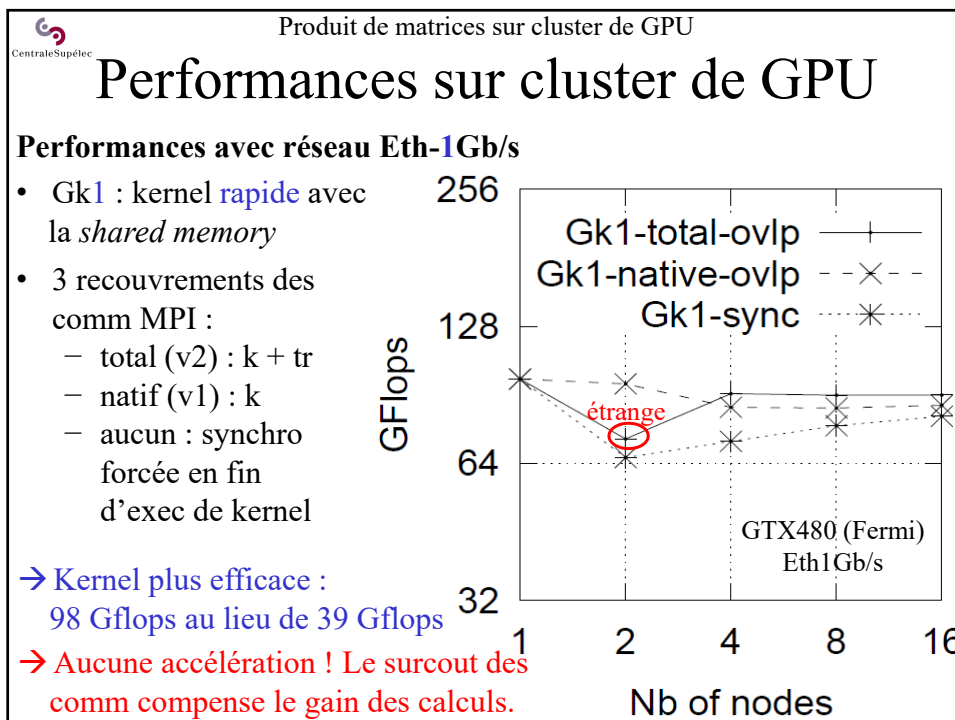 CentraleSupélec
Produit de matrices sur cluster de GPU
Performances sur cluster de GPU
Performances avec réseau Eth-1Gb/s
• Gk1 : kernel rapide avec
la shared memory
• 3 recouvrements des
comm MPI :
− total (v2) : k + tr
− natif (v1) : k
− aucun : synchro
forcée en fin
d’exec de kernel
→ Kernel plus efficace :
98 Gflops au lieu de 39 Gflops
→ Aucune accélération ! Le surcout des
comm compense le gain des calculs.
GFlops
256
128
64
32
Gk1-total-ovlp
Gk1-native-ovlp
Gk1-sync
étrange
GTX480 (Fermi)
Eth1Gb/s
1 2 4 8 16
Nb of nodes